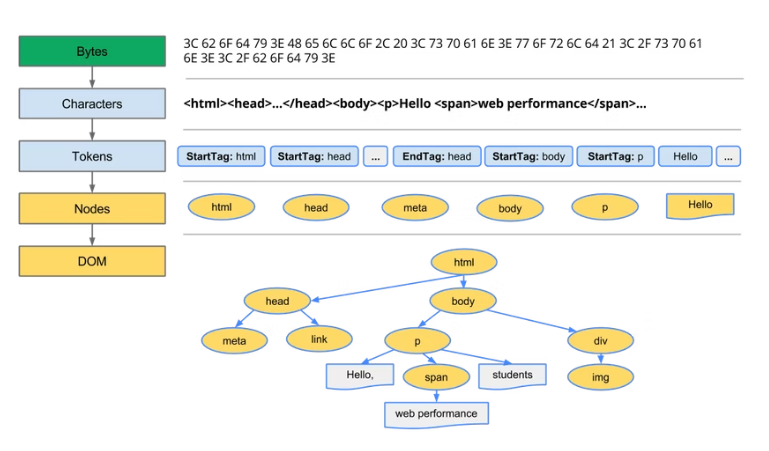 Bytes
3C 62 6F 64 79 3E 48 65 6C 6C 6F 2C 20 3C 73 70 61 6E 3E 77 6F 72 6C 64 21 3C 2F 73 70 61
6E 3E 3C 2F 62 6F 64 79 3E
Characters
<html><head>...</head><body><p>Hello <span>web performance</span>...
Tokens
StartTag: html
StartTag: head
...
EndTag: head
StartTag: body
StartTag: p
Hello
...
Nodes
html
head
meta
body
p
Hello
DOM
html
head
body
meta
link
p
div
Hello,
span
students
img
web performance